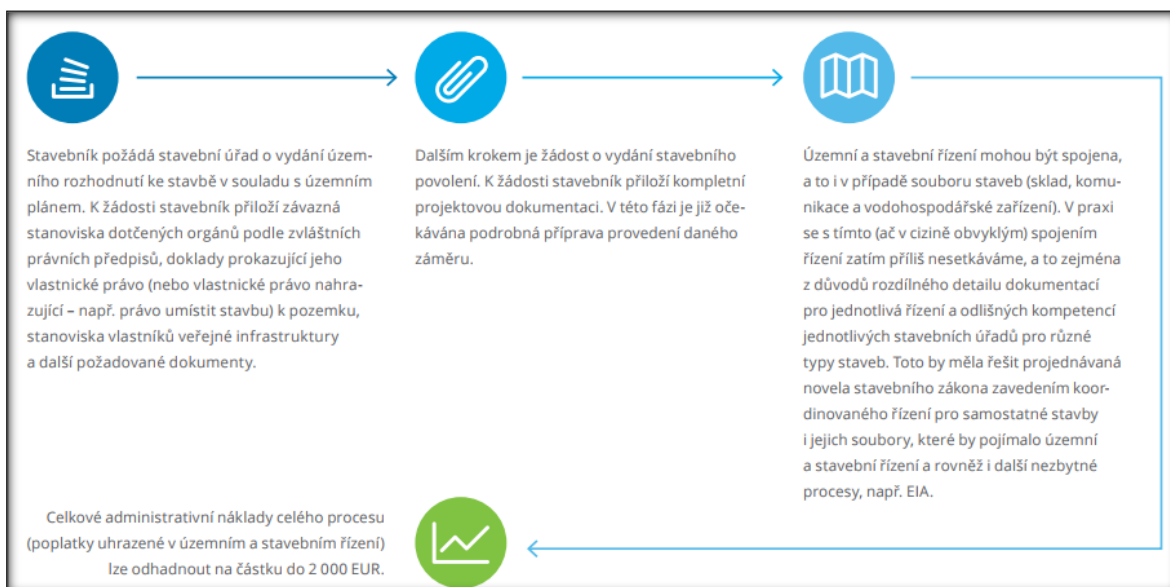 Stavebník požádá stavební úřad o vydání územ-
ního rozhodnutí ke stavbě v souladu s územním
plánem. K žádosti stavebník přiloží závazná
stanoviska dotčených orgánů podle zvláštních
právních předpisů, doklady prokazující jeho
vlastnické právo (nebo vlastnické právo nahra-
zující – např. právo umístit stavbu) k pozemku,
stanoviska vlastníků veřejné infrastruktury
a další požadované dokumenty.
Dalším krokem je žádost o vydání stavebního
povolení. K žádosti stavebník přiloží kompletní
projektovou dokumentaci. V této fázi je již oče-
kávána podrobná příprava provedení daného
záměru.
Územní a stavební řízení mohou být spojena,
a to i v případě souboru staveb (sklad, komu-
nikace a vodohospodářské zařízení). V praxi
se s tímto (ač v cizině obvyklým) spojením
řízení zatím příliš nesetkáváme, a to zejména
z důvodů rozdílného detailu dokumentací
pro jednotlivá řízení a odlišných kompetencí
jednotlivých stavebních úřadů pro různé
typy staveb. Toto by měla řešit projednávaná
novela stavebního zákona zavedením koor-
dinovaného řízení pro samostatné stavby
i jejich soubory, které by pojímalo územní
a stavební řízení a rovněž i další nezbytné
procesy, např. EIA.
Celkové administrativní náklady celého procesu
(poplatky uhrazené v územním a stavebním řízení)
lze odhadnout na částku do 2 000 EUR.